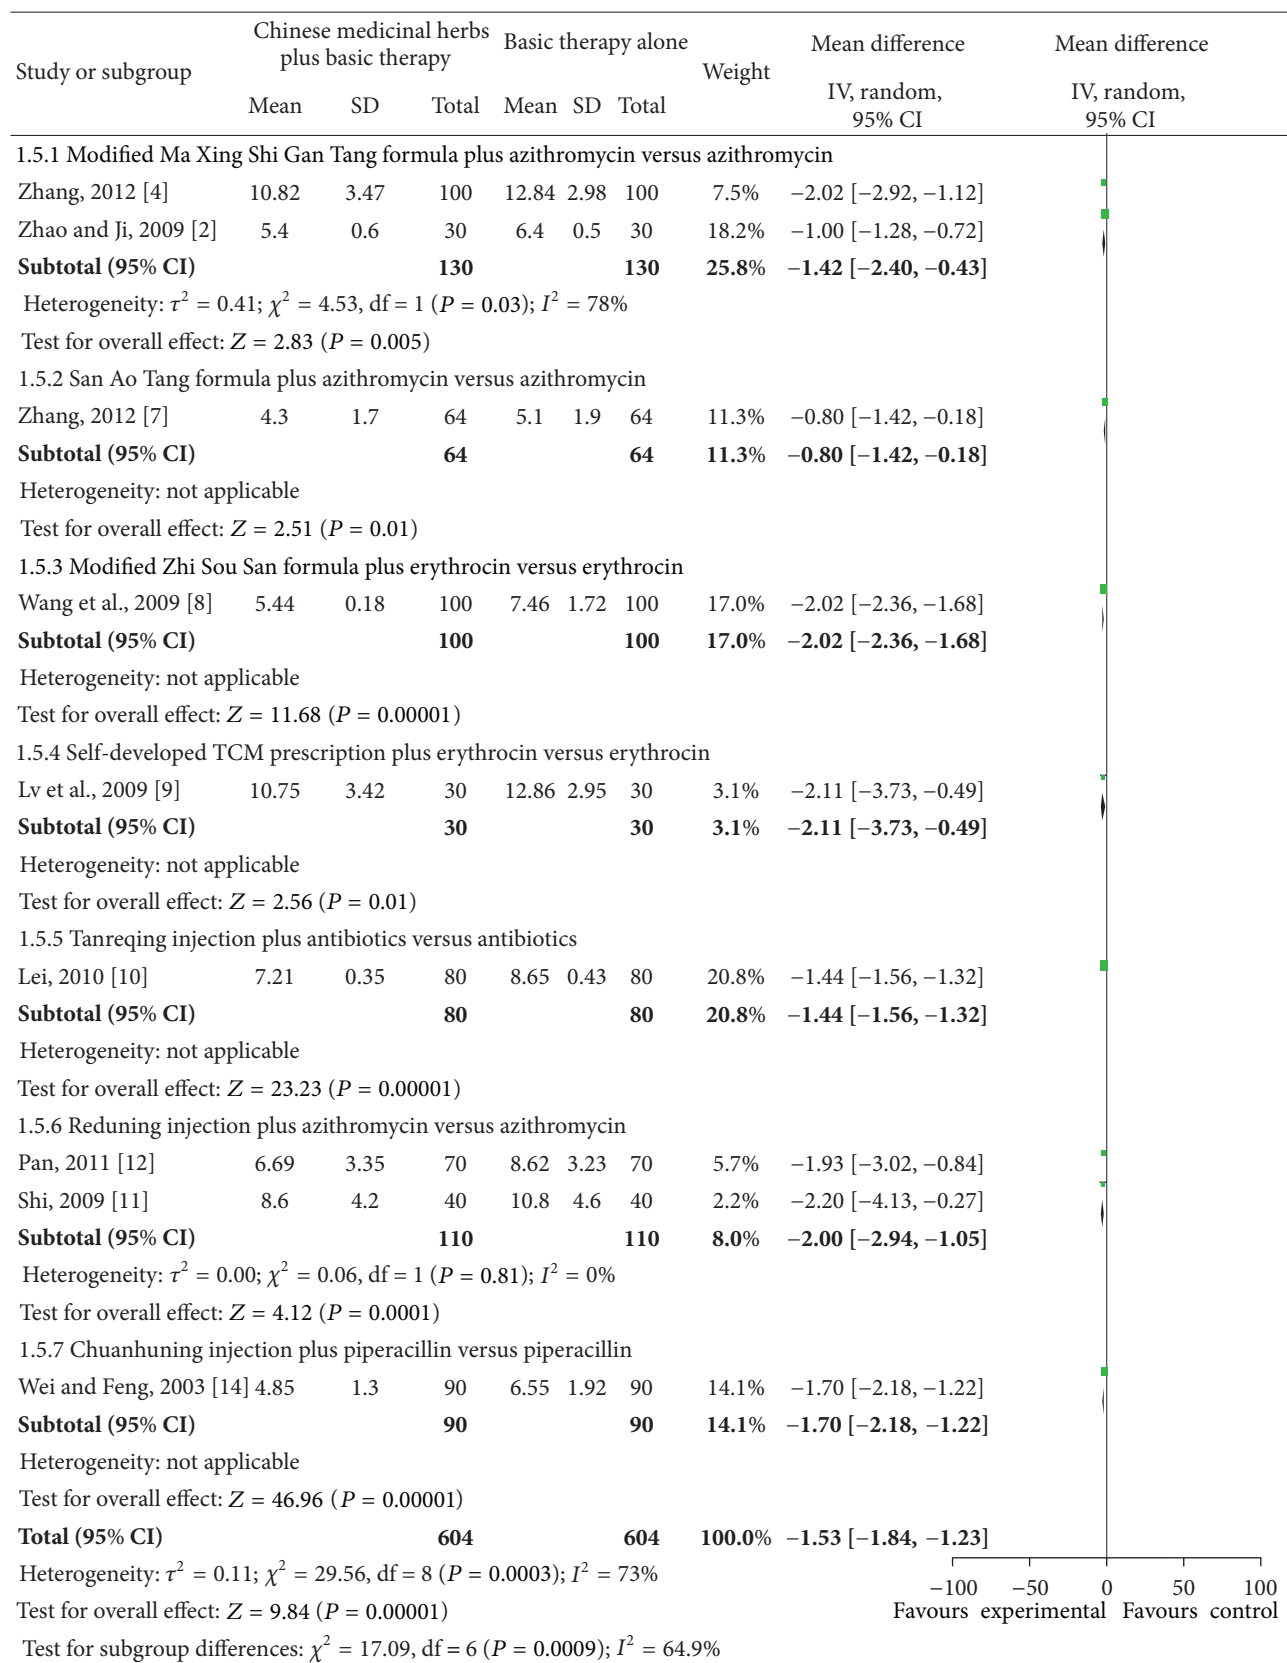 Study or subgroup Chinese medicinal herbs plus basic therapy Basic therapy alone Weight Mean difference Mean difference
Mean SD Total Mean SD Total IV, random, 95% CI IV, random, 95% CI
1.5.1 Modified Ma Xing Shi Gan Tang formula plus azithromycin versus azithromycin
Zhang, 2012 [4] 10.82 3.47 100 12.84 2.98 100 7.5% −2.02 [−2.92, −1.12]
Zhao and Ji, 2009 [2] 5.4 0.6 30 6.4 0.5 30 18.2% −1.00 [−1.28, −0.72]
Subtotal (95% CI) 130 130 25.8% −1.42 [−2.40, −0.43]
Heterogeneity: τ² = 0.41; χ² = 4.53, df = 1 (P = 0.03); I² = 78%
Test for overall effect: Z = 2.83 (P = 0.005)
1.5.2 San Ao Tang formula plus azithromycin versus azithromycin
Zhang, 2012 [7] 4.3 1.7 64 5.1 1.9 64 11.3% −0.80 [−1.42, −0.18]
Subtotal (95% CI) 64 64 11.3% −0.80 [−1.42, −0.18]
Heterogeneity: not applicable
Test for overall effect: Z = 2.51 (P = 0.01)
1.5.3 Modified Zhi Sou San formula plus erythrocin versus erythrocin
Wang et al., 2009 [8] 5.44 0.18 100 7.46 1.72 100 17.0% −2.02 [−2.36, −1.68]
Subtotal (95% CI) 100 100 17.0% −2.02 [−2.36, −1.68]
Heterogeneity: not applicable
Test for overall effect: Z = 11.68 (P = 0.00001)
1.5.4 Self-developed TCM prescription plus erythrocin versus erythrocin
Lv et al., 2009 [9] 10.75 3.42 30 12.86 2.95 30 3.1% −2.11 [−3.73, −0.49]
Subtotal (95% CI) 30 30 3.1% −2.11 [−3.73, −0.49]
Heterogeneity: not applicable
Test for overall effect: Z = 2.56 (P = 0.01)
1.5.5 Tanreqing injection plus antibiotics versus antibiotics
Lei, 2010 [10] 7.21 0.35 80 8.65 0.43 80 20.8% −1.44 [−1.56, −1.32]
Subtotal (95% CI) 80 80 20.8% −1.44 [−1.56, −1.32]
Heterogeneity: not applicable
Test for overall effect: Z = 23.23 (P = 0.00001)
1.5.6 Reduning injection plus azithromycin versus azithromycin
Pan, 2011 [12] 6.69 3.35 70 8.62 3.23 70 5.7% −1.93 [−3.02, −0.84]
Shi, 2009 [11] 8.6 4.2 40 10.8 4.6 40 2.2% −2.20 [−4.13, −0.27]
Subtotal (95% CI) 110 110 8.0% −2.00 [−2.94, −1.05]
Heterogeneity: τ² = 0.00; χ² = 0.06, df = 1 (P = 0.81); I² = 0%
Test for overall effect: Z = 4.12 (P = 0.0001)
1.5.7 Chuanhuning injection plus piperacillin versus piperacillin
Wei and Feng, 2003 [14] 4.85 1.3 90 6.55 1.92 90 14.1% −1.70 [−2.18, −1.22]
Subtotal (95% CI) 90 90 14.1% −1.70 [−2.18, −1.22]
Heterogeneity: not applicable
Test for overall effect: Z = 46.96 (P = 0.00001)
Total (95% CI) 604 604 100.0% −1.53 [−1.84, −1.23]
Heterogeneity: τ² = 0.11; χ² = 29.56, df = 8 (P = 0.0003); I² = 73%
Test for overall effect: Z = 9.84 (P = 0.00001)
Test for subgroup differences: χ² = 17.09, df = 6 (P = 0.0009); I² = 64.9%
−100 −50 0 50 100
Favours experimental Favours control